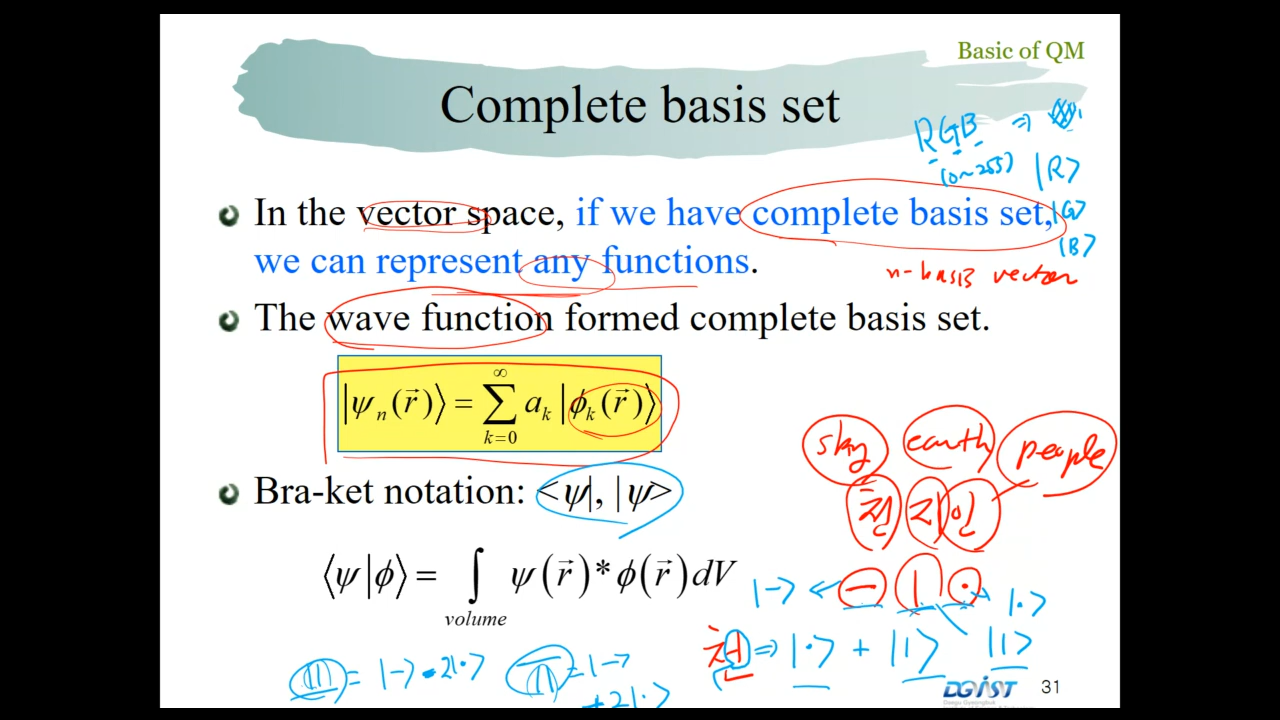 Basic of QM
Complete basis set
RGB ⇒
(0~255) |R>
In the vector space, if we have complete basis set, |G>
we can represent any functions. |B>
n-basis vector
The wave function formed complete basis set.
|ψn(r⃗)⟩ = ∑ k=0 ∞ ak |ϕk(r⃗)⟩
sky earth people
Bra-ket notation: <ψ|, |ψ>
천 지 인
⟨ψ|ϕ⟩ = ∫ volume ψ(r⃗)*ϕ(r⃗)dV
|-> ← — | · → |·>
⇒ |·> + ||> ||>
ㅛ = |-> - 2|·> ㅠ = |-> + 2|·>
DGIST 31